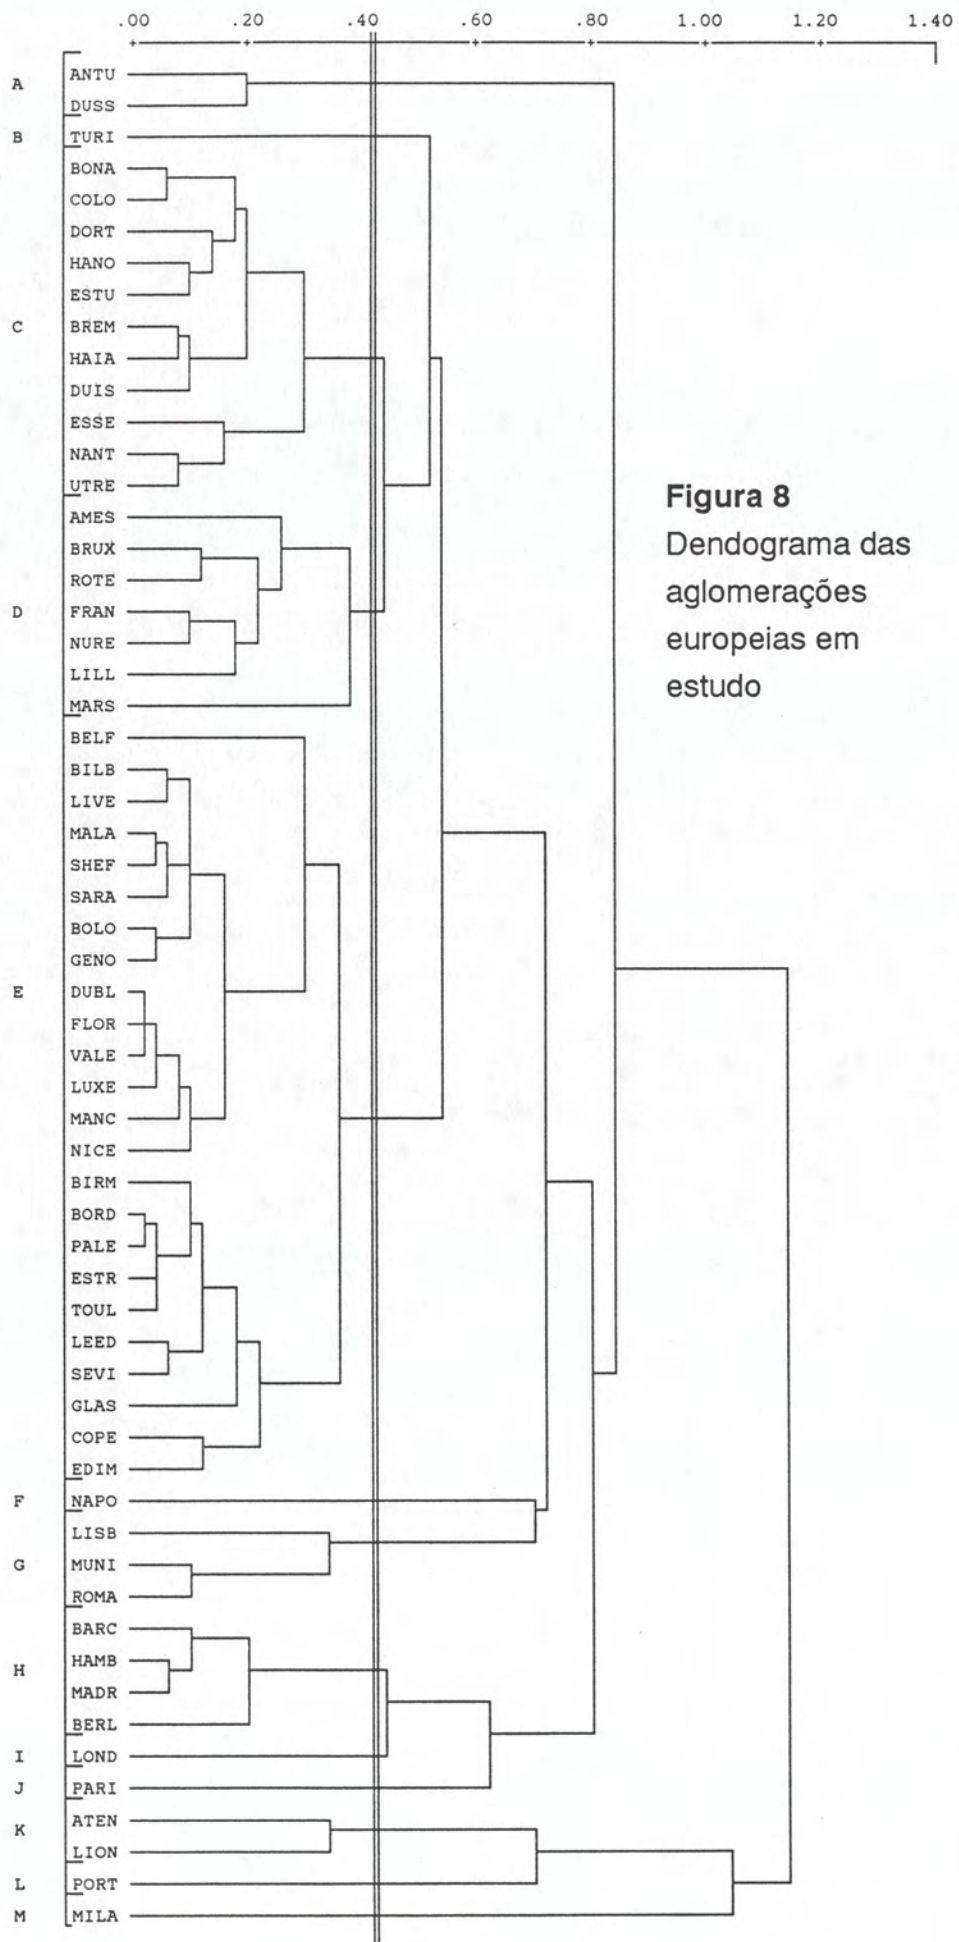 .00 .20 .40 .60 .80 1.00 1.20 1.40
A
ANTU
DUSS
B
TURI
BONA
COLO
DORT
HANO
ESTU
C
BREM
HAIA
DUIS
ESSE
NANT
UTRE
AMES
BRUX
ROTE
D
FRAN
NURE
LILL
MARS
BELF
BILB
LIVE
MALA
SHEF
SARA
BOLO
GENO
E
DUBL
FLOR
VALE
LUXE
MANC
NICE
BIRM
BORD
PALE
ESTR
TOUL
LEED
SEVI
GLAS
COPE
EDIM
F
NAPO
LISB
G
MUNI
ROMA
BARC
H
HAMB
MADR
BERL
I
LOND
J
PARI
K
ATEN
LION
L
PORT
M
MILA
Figura 8
Dendograma das
aglomerações
europeias em
estudo